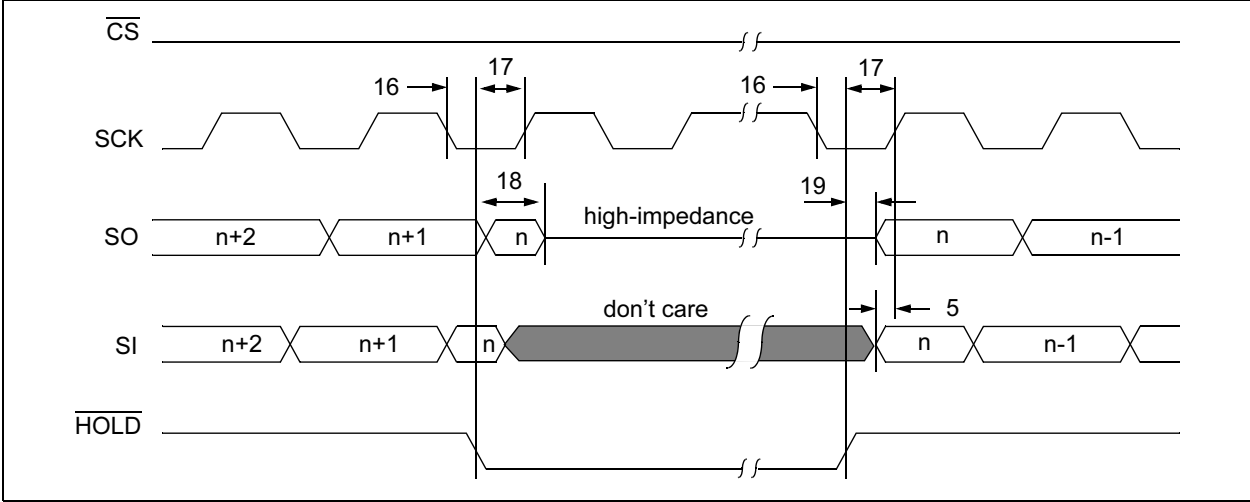 CS
16 17 16 17
SCK
18 19
SO n+2 n+1 n high-impedance n n-1
don't care 5
SI n+2 n+1 n n n-1
HOLD